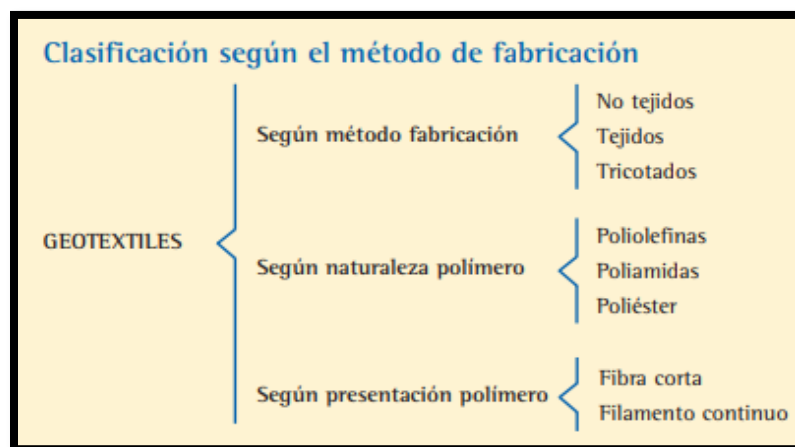 Clasificación según el método de fabricación
GEOTEXTILES
Según método fabricación
No tejidos
Tejidos
Tricotados
Según naturaleza polímero
Poliolefinas
Poliamidas
Poliéster
Según presentación polímero
Fibra corta
Filamento continuo